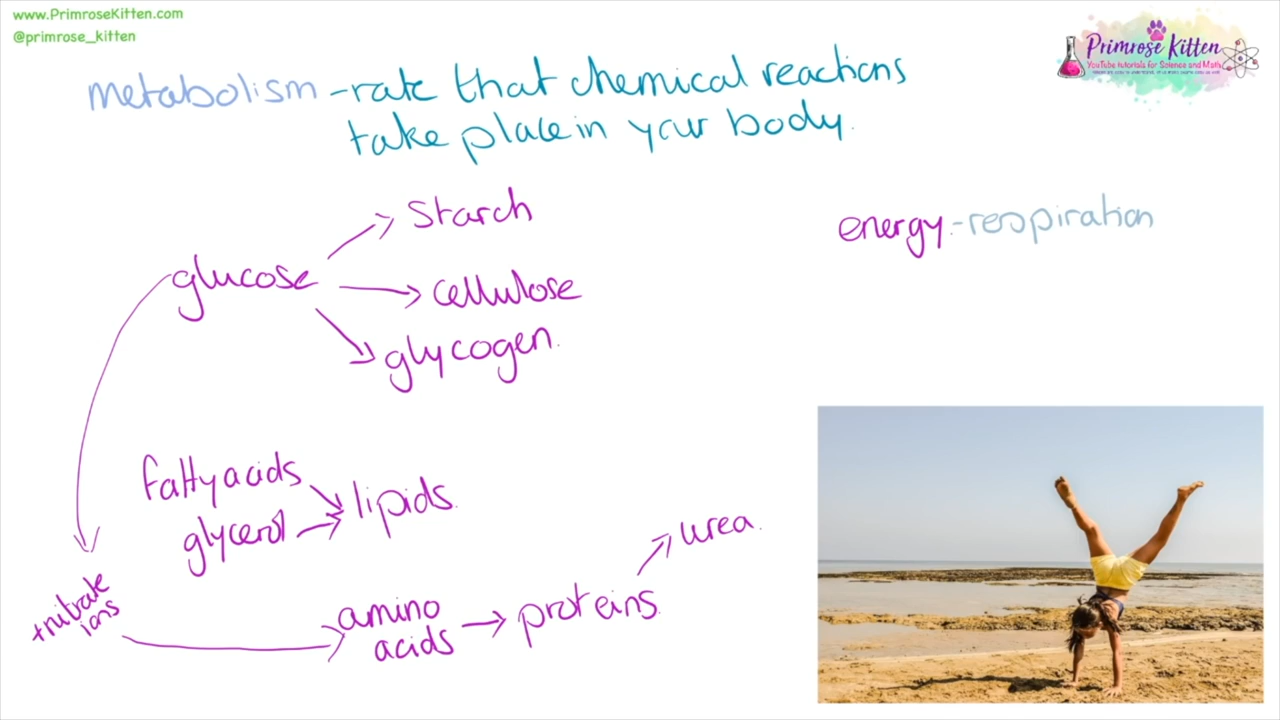 www.PrimroseKitten.com
@primrose_kitten
Primrose Kitten
YouTube tutorials for Science and Math
metabolism - rate that chemical reactions
take place in your body.
Starch
energy - respiration
glucose
cellulose
glycogen.
fatty acids
glycerol
lipids.
urea.
+nitrate
ions
amino
acids
proteins.